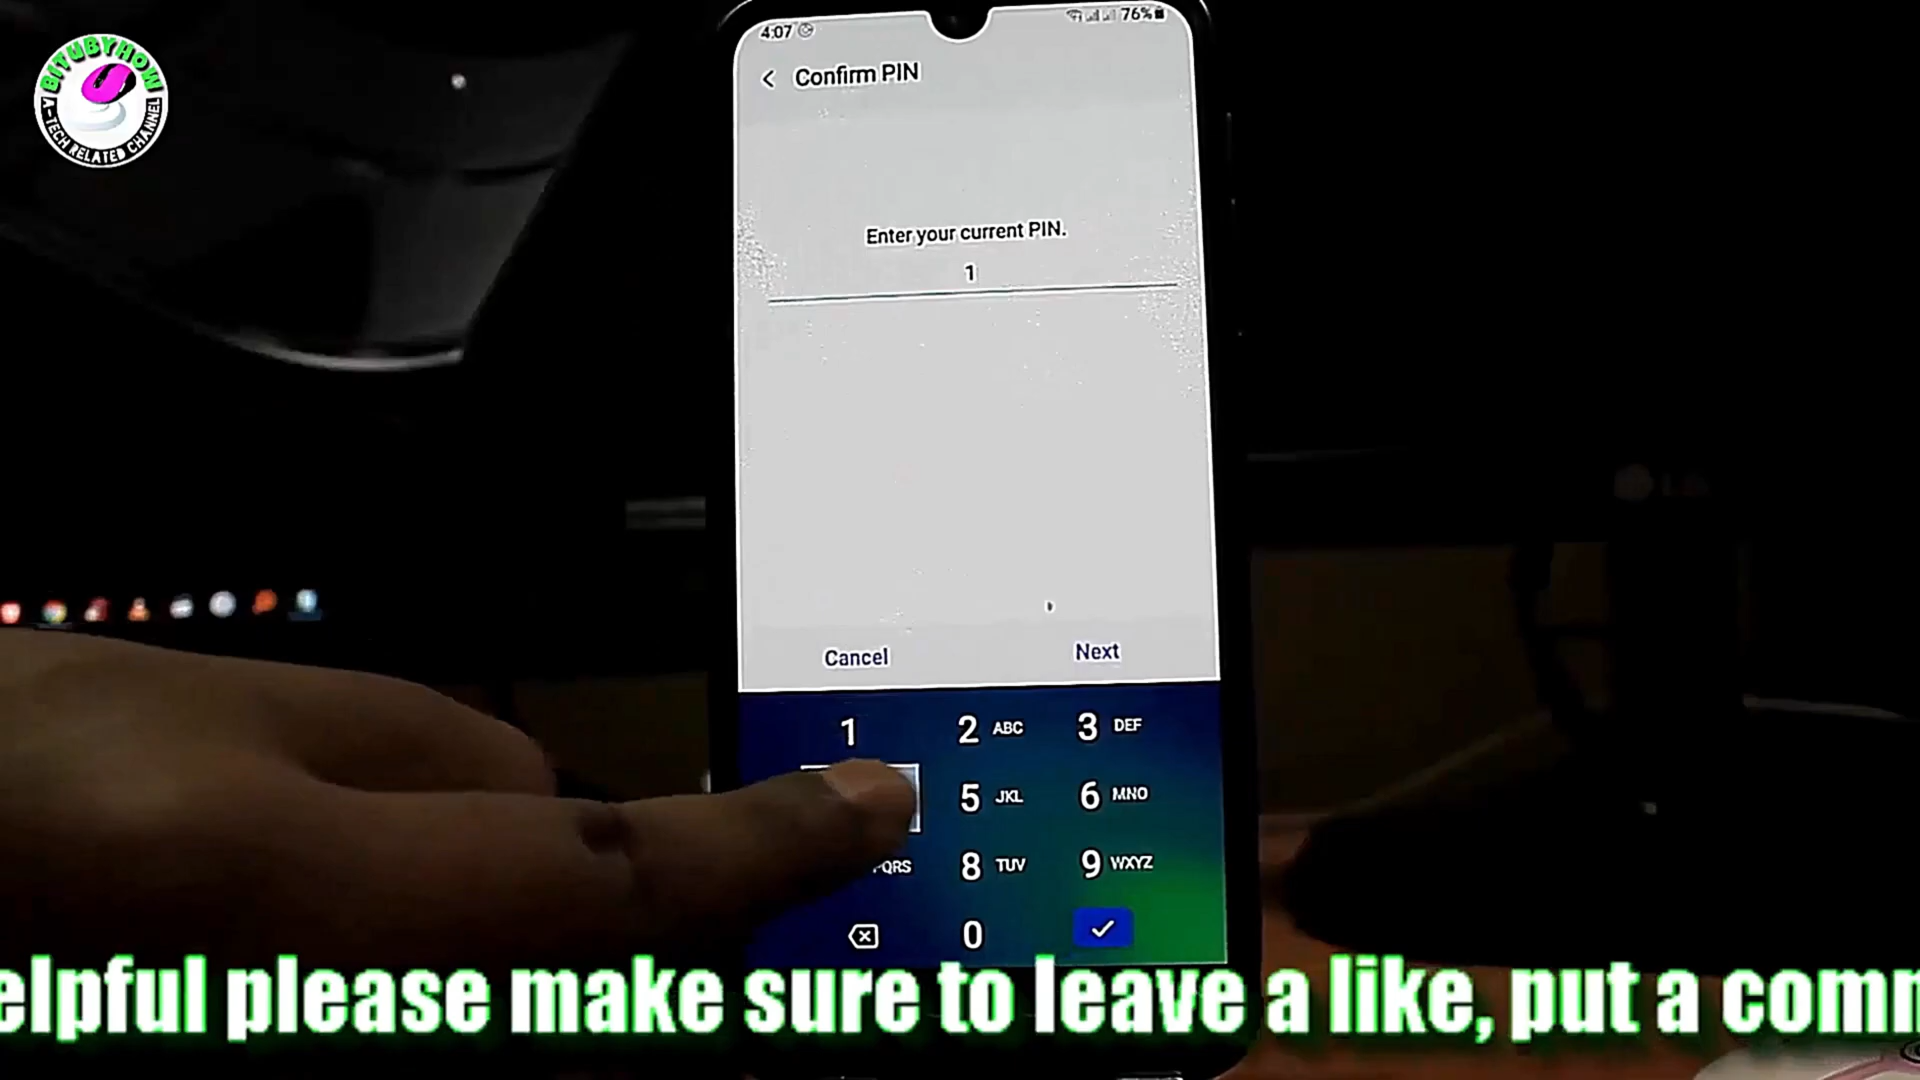 BITUBYHOW
A-TECH RELATED CHANNEL
4:07
76%
Confirm PIN
Enter your current PIN.
1
Cancel
Next
1
2 ABC
3 DEF
5 JKL
6 MNO
PQRS
8 TUV
9 WXYZ
0
elpful please make sure to leave a like, put a comm